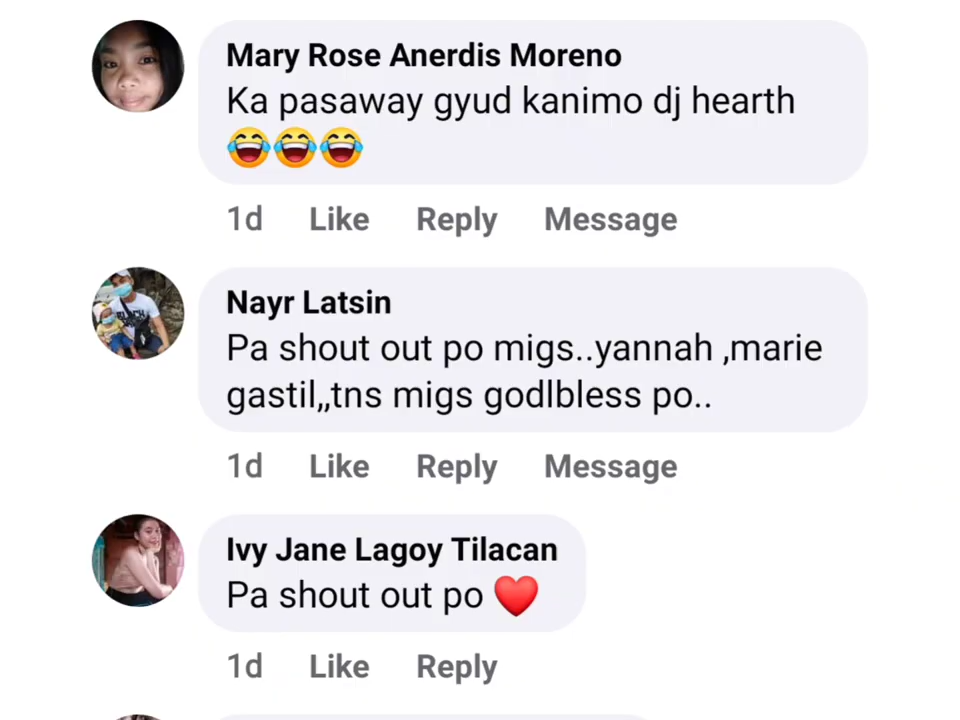 Mary Rose Anerdis Moreno
Ka pasaway gyud kanimo dj hearth
😂😂😂
1d Like Reply Message
Nayr Latsin
Pa shout out po migs..yannah ,marie
gastil,,tns migs godlbless po..
1d Like Reply Message
Ivy Jane Lagoy Tilacan
Pa shout out po ❤️
1d Like Reply